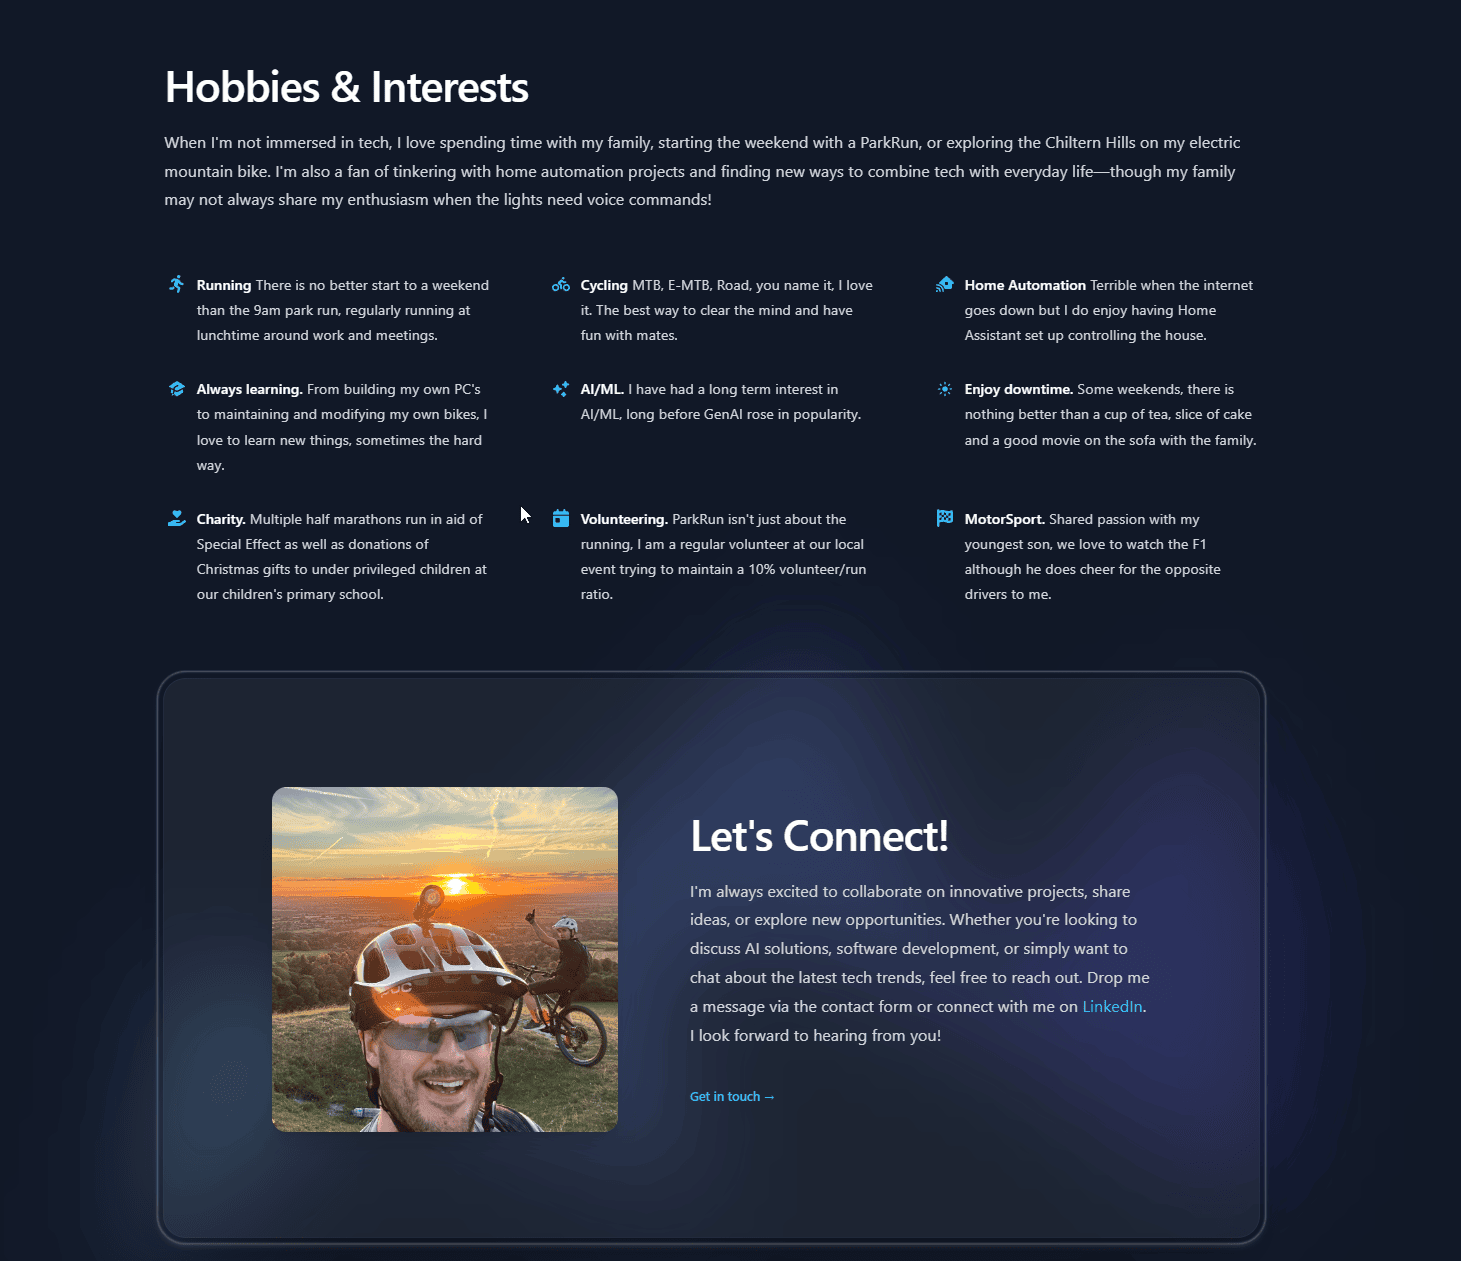 Hobbies & Interests
When I'm not immersed in tech, I love spending time with my family, starting the weekend with a ParkRun, or exploring the Chiltern Hills on my electric
mountain bike. I'm also a fan of tinkering with home automation projects and finding new ways to combine tech with everyday life—though my family
may not always share my enthusiasm when the lights need voice commands!
Running There is no better start to a weekend
than the 9am park run, regularly running at
lunchtime around work and meetings.
Cycling MTB, E-MTB, Road, you name it, I love
it. The best way to clear the mind and have
fun with mates.
Home Automation Terrible when the internet
goes down but I do enjoy having Home
Assistant set up controlling the house.
Always learning. From building my own PC's
to maintaining and modifying my own bikes, I
love to learn new things, sometimes the hard
way.
AI/ML. I have had a long term interest in
AI/ML, long before GenAI rose in popularity.
Enjoy downtime. Some weekends, there is
nothing better than a cup of tea, slice of cake
and a good movie on the sofa with the family.
Charity. Multiple half marathons run in aid of
Special Effect as well as donations of
Christmas gifts to under privileged children at
our children's primary school.
Volunteering. ParkRun isn't just about the
running, I am a regular volunteer at our local
event trying to maintain a 10% volunteer/run
ratio.
MotorSport. Shared passion with my
youngest son, we love to watch the F1
although he does cheer for the opposite
drivers to me.
POC
Let's Connect!
I'm always excited to collaborate on innovative projects, share
ideas, or explore new opportunities. Whether you're looking to
discuss AI solutions, software development, or simply want to
chat about the latest tech trends, feel free to reach out. Drop me
a message via the contact form or connect with me on LinkedIn.
I look forward to hearing from you!
Get in touch →